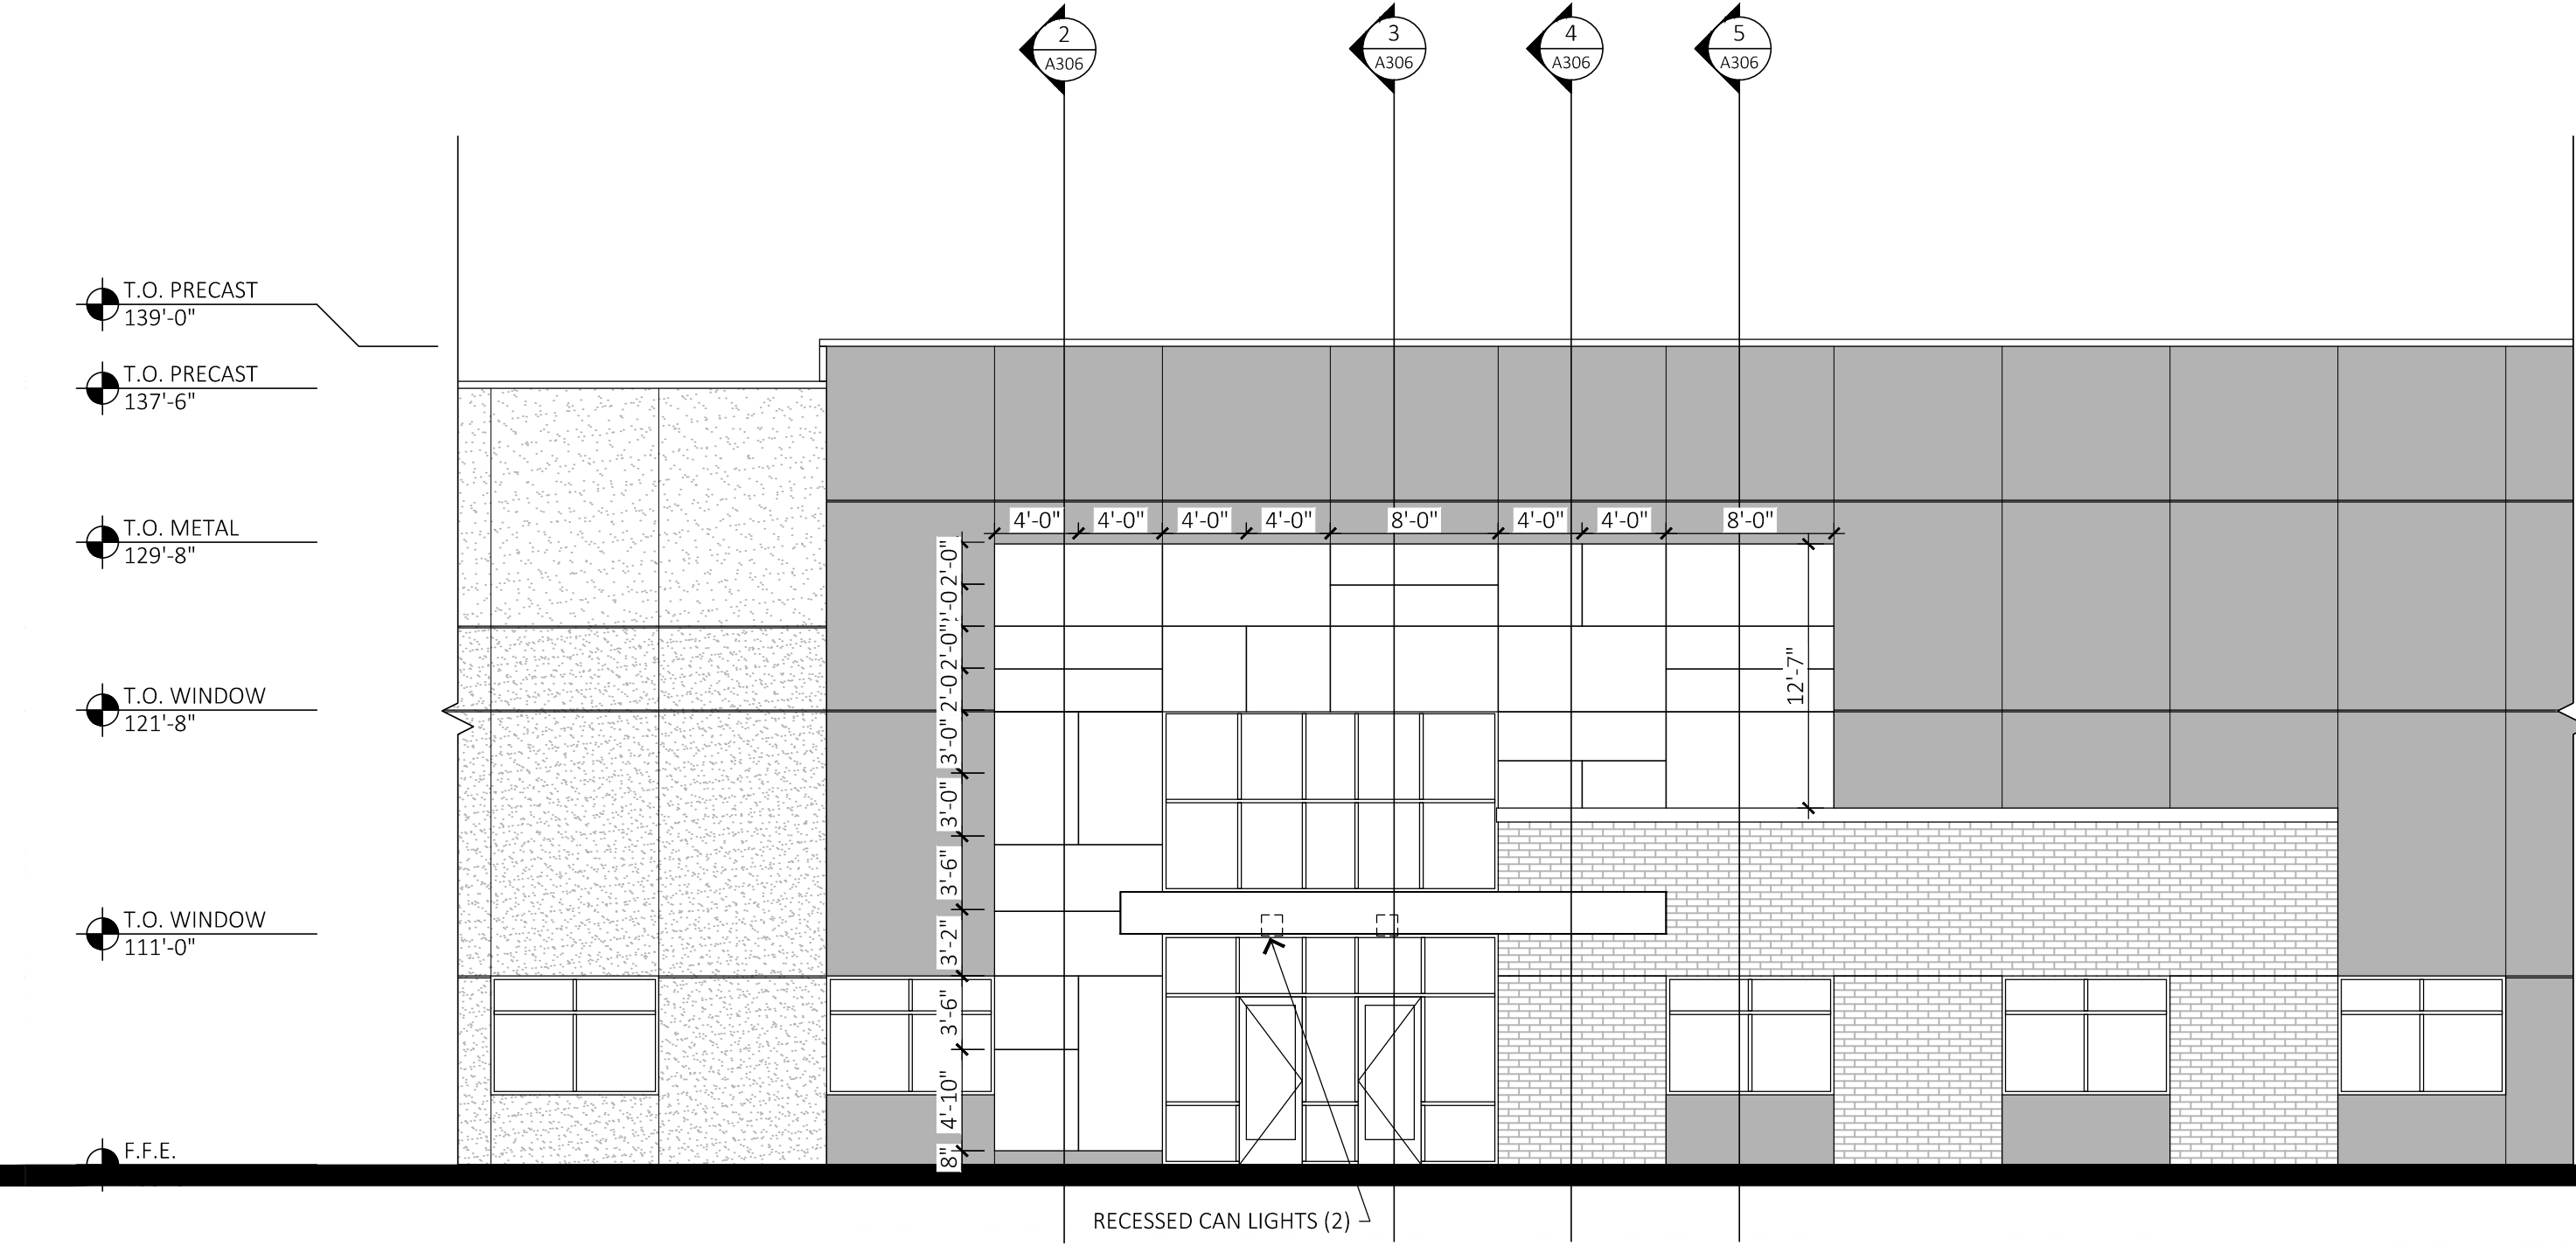 2
A306
3
A306
4
A306
5
A306
T.O. PRECAST
139'-0"
T.O. PRECAST
137'-6"
T.O. METAL
129'-8"
T.O. WINDOW
121'-8"
T.O. WINDOW
111'-0"
F.F.E.
4'-0" 4'-0" 4'-0" 4'-0" 8'-0" 4'-0" 4'-0" 8'-0"
2'-0"
'-0
2'-0"
2'-0
3'-0"
3'-0"
3'-6"
3'-2"
3'-6"
4'-10"
8"
12'-7"
RECESSED CAN LIGHTS (2)